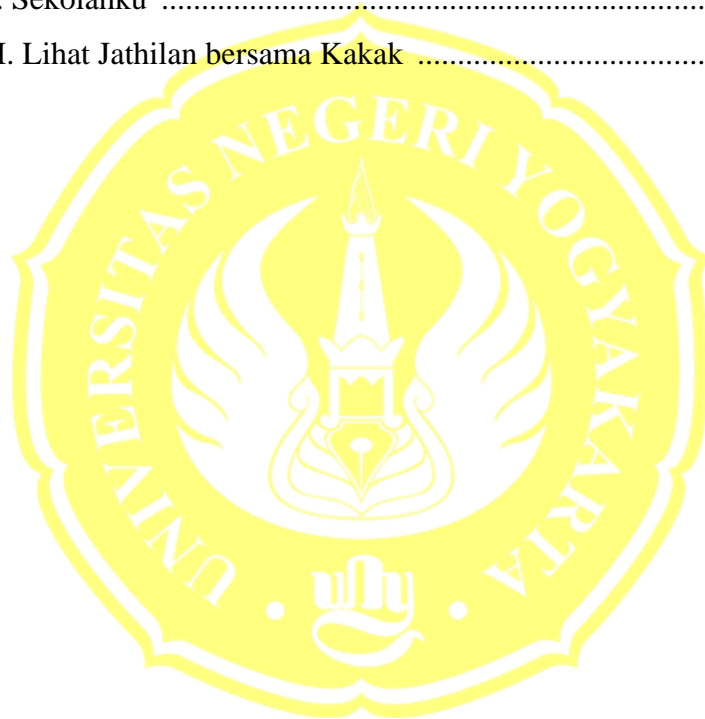 . Sekolahku ....................................................................
I. Lihat Jathilan bersama Kakak ....................................
UNIVERSITAS NEGERI YOGYAKARTA
uny